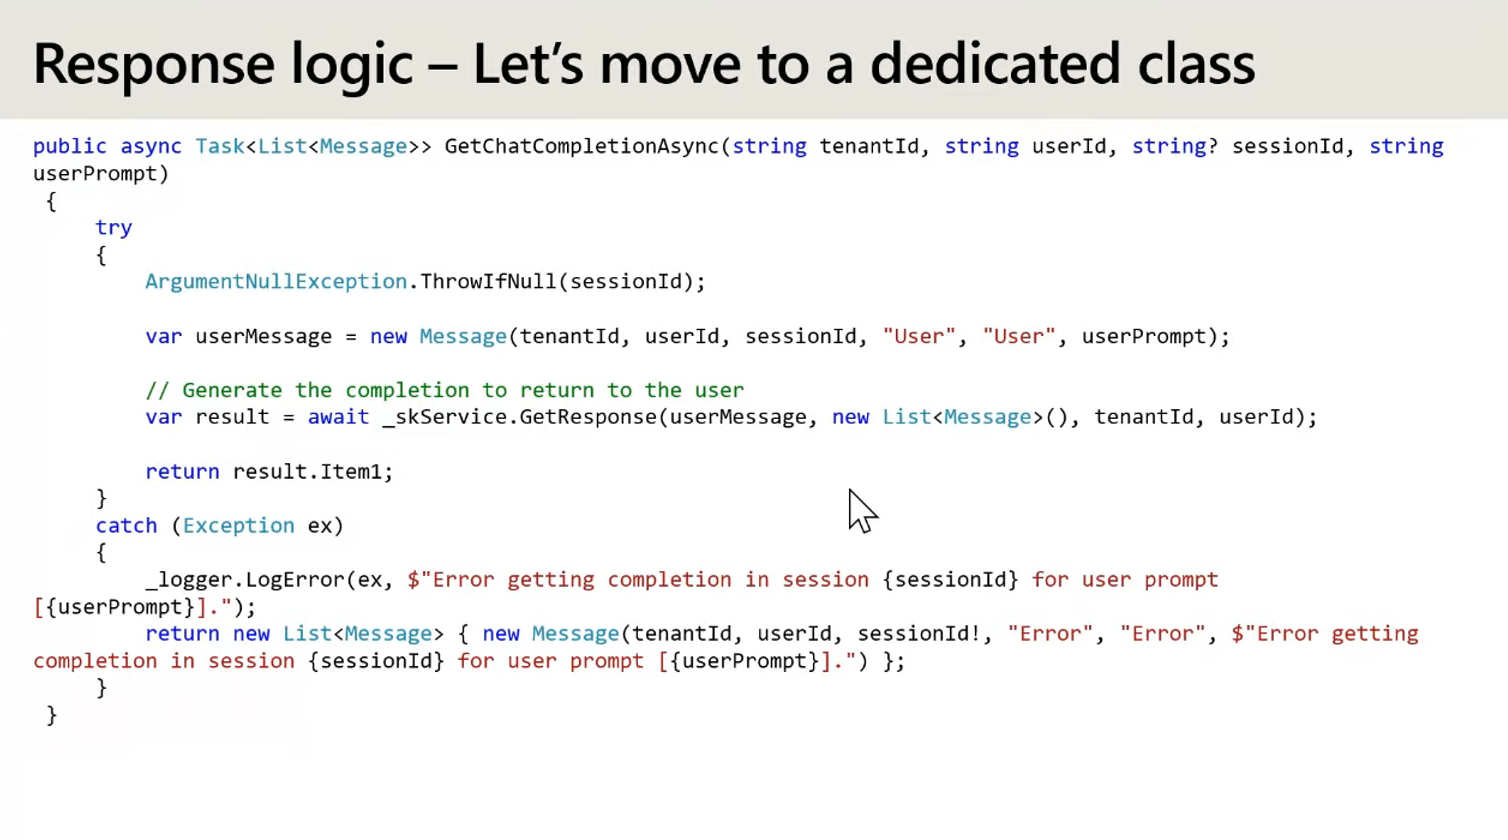 Response logic – Let's move to a dedicated class
public async Task<List<Message>> GetChatCompletionAsync(string tenantId, string userId, string? sessionId, string
userPrompt)
{
try
{
ArgumentNullException.ThrowIfNull(sessionId);
var userMessage = new Message(tenantId, userId, sessionId, "User", "User", userPrompt);
// Generate the completion to return to the user
var result = await _skService.GetResponse(userMessage, new List<Message>(), tenantId, userId);
return result.Item1;
}
catch (Exception ex)
{
_logger.LogError(ex, $"Error getting completion in session {sessionId} for user prompt
[{userPrompt}].");
return new List<Message> { new Message(tenantId, userId, sessionId!, "Error", "Error", $"Error getting
completion in session {sessionId} for user prompt [{userPrompt}].") };
}
}